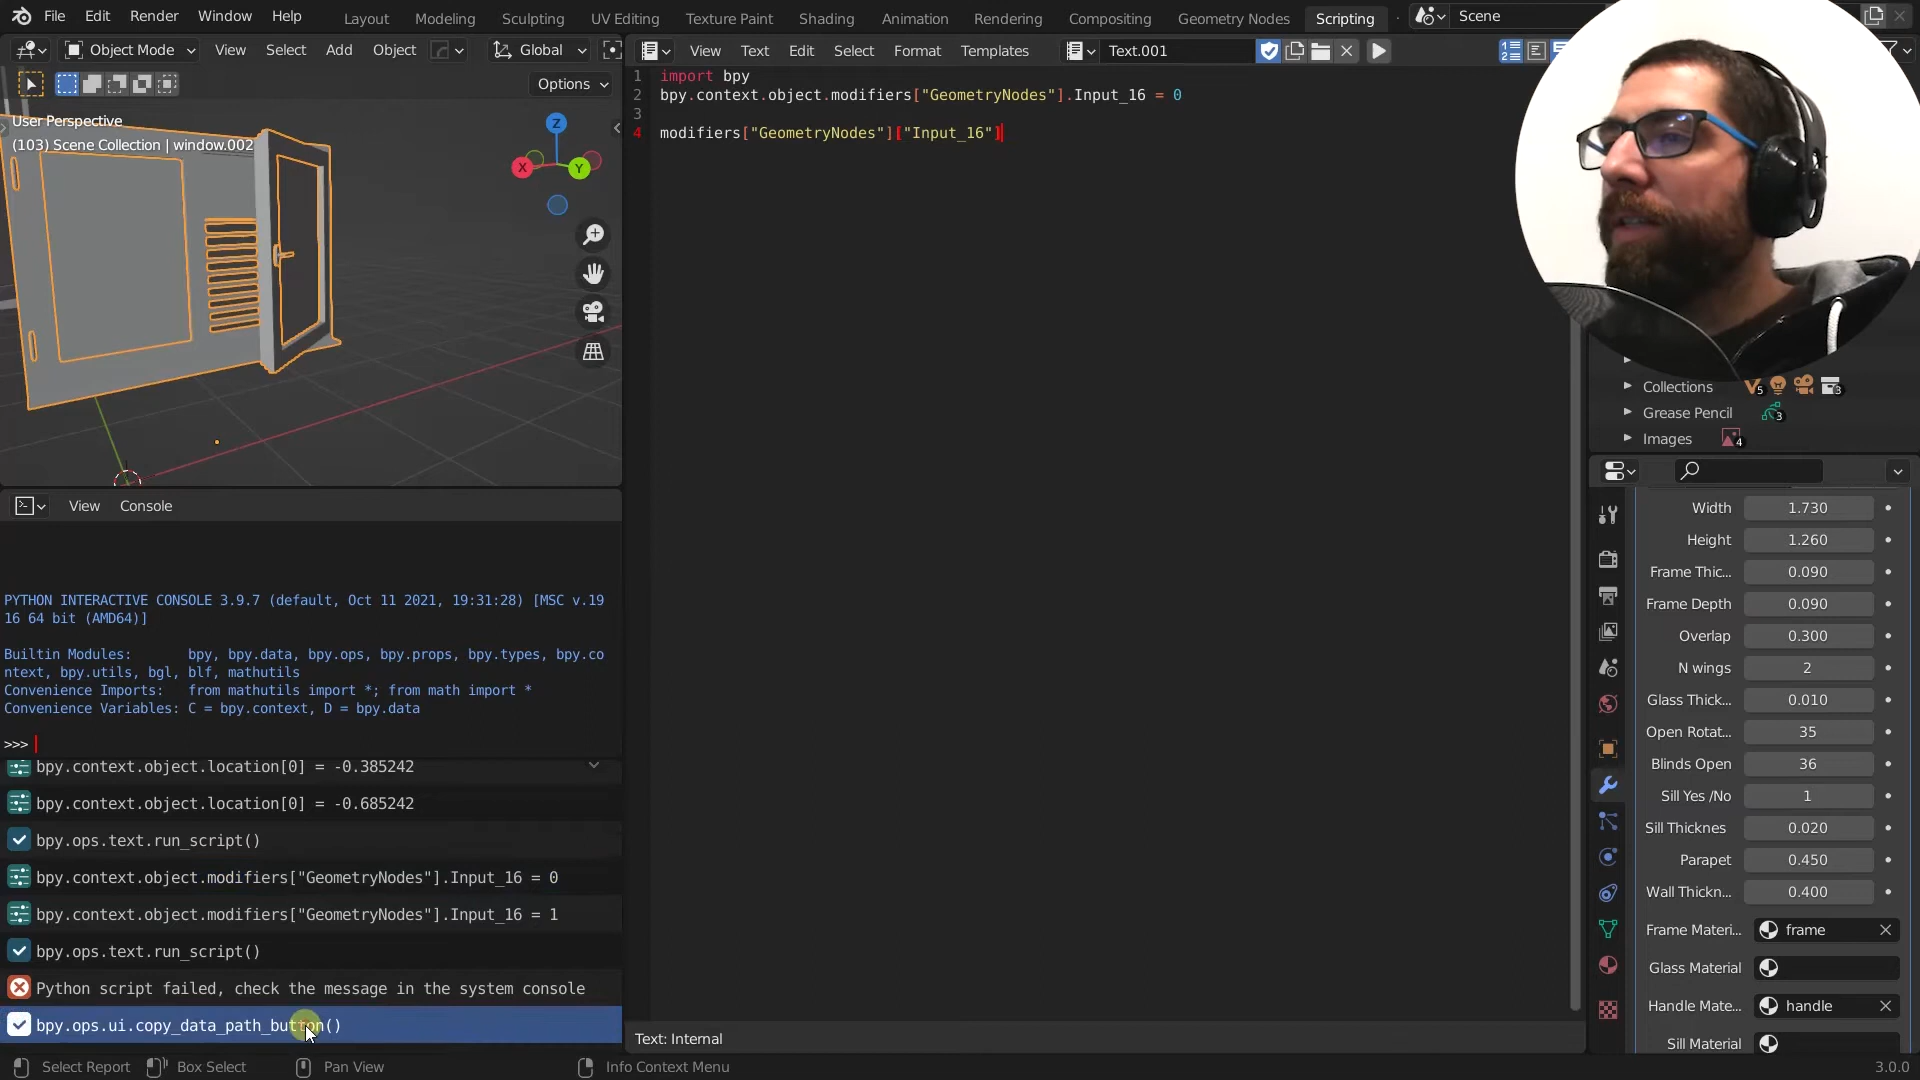 File Edit Render Window Help Layout Modeling Sculpting UV Editing Texture Paint Shading Animation Rendering Compositing Geometry Nodes Scripting Scene
Object Mode View Select Add Object Global
View Text Edit Select Format Templates Text.001
Options
User Perspective
(103) Scene Collection | window.002
Z
X
Y
1 import bpy
2 bpy.context.object.modifiers["GeometryNodes"].Input_16 = 0
3
4 modifiers["GeometryNodes"]["Input_16"]
Collections 5 3
Grease Pencil 3
Images 4
View Console
PYTHON INTERACTIVE CONSOLE 3.9.7 (default, Oct 11 2021, 19:31:28) [MSC v.19
16 64 bit (AMD64)]
Builtin Modules: bpy, bpy.data, bpy.ops, bpy.props, bpy.types, bpy.co
ntext, bpy.utils, bgl, blf, mathutils
Convenience Imports: from mathutils import *; from math import *
Convenience Variables: C = bpy.context, D = bpy.data
>>>
bpy.context.object.location[0] = -0.385242
bpy.context.object.location[0] = -0.685242
bpy.ops.text.run_script()
bpy.context.object.modifiers["GeometryNodes"].Input_16 = 0
bpy.context.object.modifiers["GeometryNodes"].Input_16 = 1
bpy.ops.text.run_script()
Python script failed, check the message in the system console
bpy.ops.ui.copy_data_path_button()
Text: Internal
Width 1.730
Height 1.260
Frame Thic... 0.090
Frame Depth 0.090
Overlap 0.300
N wings 2
Glass Thick... 0.010
Open Rotat... 35
Blinds Open 36
Sill Yes /No 1
Sill Thicknes 0.020
Parapet 0.450
Wall Thickn... 0.400
Frame Materi... frame
Glass Material
Handle Mate... handle
Sill Material
Select Report Box Select Pan View Info Context Menu 3.0.0